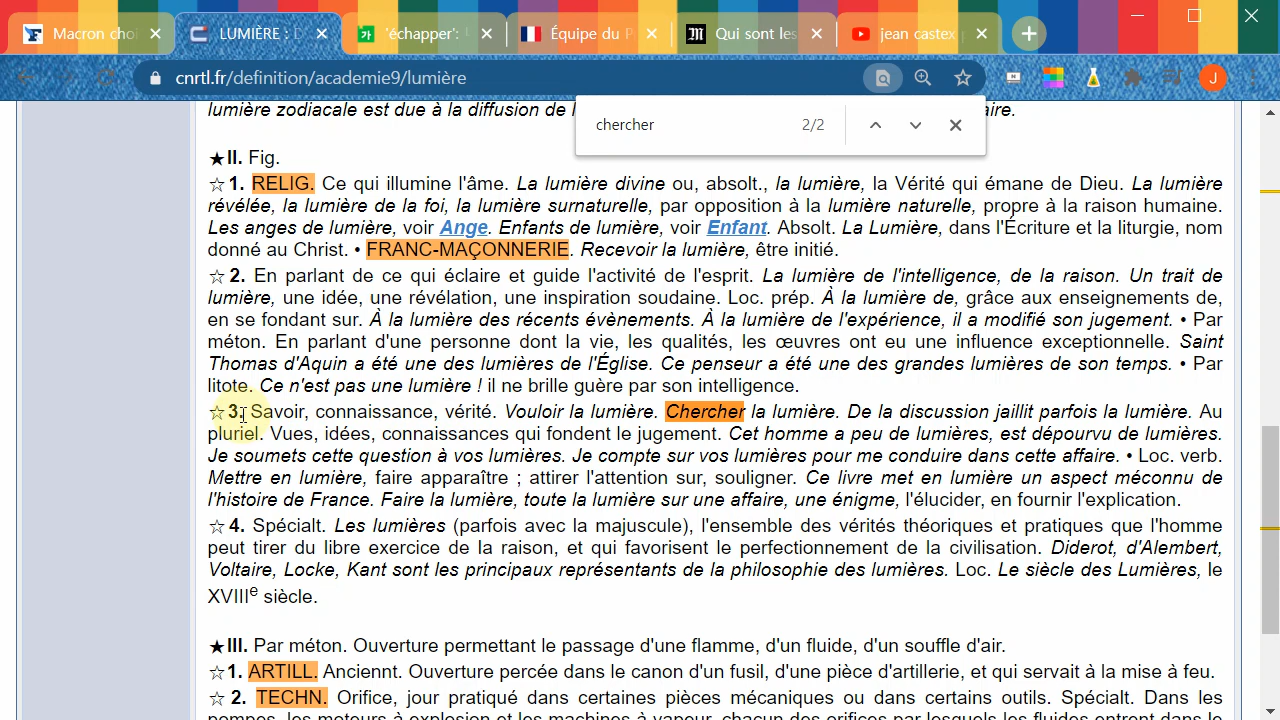 Macron choi
LUMIÈRE : D
'échapper':
Équipe du P
Qui sont les
jean castex
cnrtl.fr/definition/academie9/lumière
J
chercher 2/2
lumière zodiacale est due à la diffusion de aire.
★II. Fig.
☆1. RELIG. Ce qui illumine l'âme. La lumière divine ou, absolt., la lumière, la Vérité qui émane de Dieu. La lumière
révélée, la lumière de la foi, la lumière surnaturelle, par opposition à la lumière naturelle, propre à la raison humaine.
Les anges de lumière, voir Ange. Enfants de lumière, voir Enfant. Absolt. La Lumière, dans l'Écriture et la liturgie, nom
donné au Christ. • FRANC-MAÇONNERIE. Recevoir la lumière, être initié.
☆2. En parlant de ce qui éclaire et guide l'activité de l'esprit. La lumière de l'intelligence, de la raison. Un trait de
lumière, une idée, une révélation, une inspiration soudaine. Loc. prép. À la lumière de, grâce aux enseignements de,
en se fondant sur. À la lumière des récents évènements. À la lumière de l'expérience, il a modifié son jugement. • Par
méton. En parlant d'une personne dont la vie, les qualités, les œuvres ont eu une influence exceptionnelle. Saint
Thomas d'Aquin a été une des lumières de l'Église. Ce penseur a été une des grandes lumières de son temps. • Par
litote. Ce n'est pas une lumière ! il ne brille guère par son intelligence.
☆3. Savoir, connaissance, vérité. Vouloir la lumière. Chercher la lumière. De la discussion jaillit parfois la lumière. Au
pluriel. Vues, idées, connaissances qui fondent le jugement. Cet homme a peu de lumières, est dépourvu de lumières.
Je soumets cette question à vos lumières. Je compte sur vos lumières pour me conduire dans cette affaire. • Loc. verb.
Mettre en lumière, faire apparaître ; attirer l'attention sur, souligner. Ce livre met en lumière un aspect méconnu de
l'histoire de France. Faire la lumière, toute la lumière sur une affaire, une énigme, l'élucider, en fournir l'explication.
☆4. Spécialt. Les lumières (parfois avec la majuscule), l'ensemble des vérités théoriques et pratiques que l'homme
peut tirer du libre exercice de la raison, et qui favorisent le perfectionnement de la civilisation. Diderot, d'Alembert,
Voltaire, Locke, Kant sont les principaux représentants de la philosophie des lumières. Loc. Le siècle des Lumières, le
XVIIIe siècle.
★III. Par méton. Ouverture permettant le passage d'une flamme, d'un fluide, d'un souffle d'air.
☆1. ARTILL. Anciennt. Ouverture percée dans le canon d'un fusil, d'une pièce d'artillerie, et qui servait à la mise à feu.
☆2. TECHN. Orifice, jour pratiqué dans certaines pièces mécaniques ou dans certains outils. Spécialt. Dans les
pompes, les moteurs à explosion et les machines à vapeur, chacun des orifices par lesquels les fluides entrent dans le